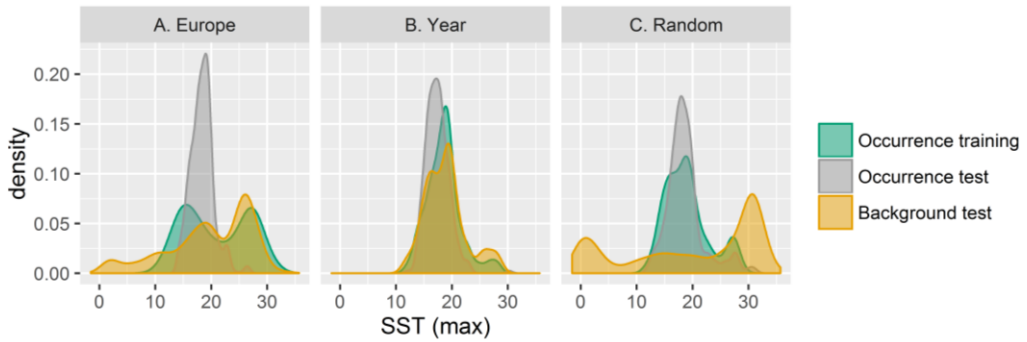 A. Europe
B. Year
C. Random
density
0.20
0.15
0.10
0.05
0.00
0 10 20 30
0 10 20 30
0 10 20 30
SST (max)
Occurrence training
Occurrence test
Background test